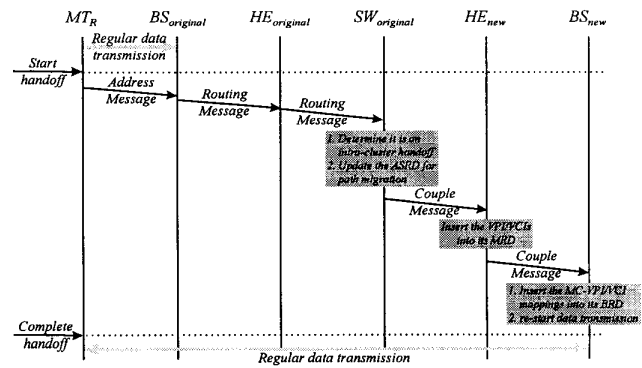 MT_R BS_original HE_original SW_original HE_new BS_new
Regular data
transmission
Start
handoff
Address
Message
Routing
Message
Routing
Message
1. Determine it is an
intra-cluster handoff
2. Update the ASRD for
path migration
Couple
Message
Insert the VPI/VCIs
into its MRD
Couple
Message
1. Insert the MC-VPI/VCI
mappings into its BRD
2. re-start data transmission
Complete
handoff
Regular data transmission